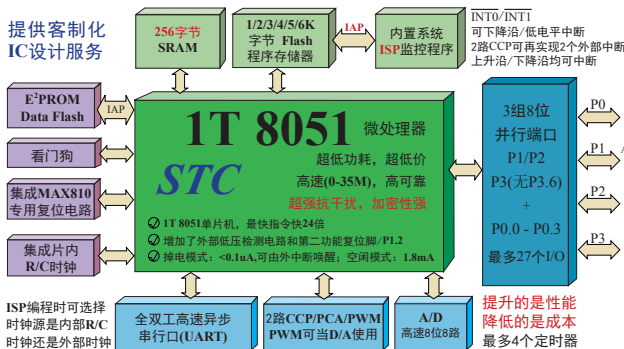 提供客制化
IC设计服务
256字节
SRAM
1/2/3/4/5/6K
字节 Flash
程序存储器
IAP
内置系统
ISP监控程序
INT0/INT1
可下降沿/低电平中断
2路CCP可再实现2个外部中断
上升沿/下降沿均可中断
E²PROM
Data Flash
IAP
看门狗
集成MAX810
专用复位电路
集成片内
R/C时钟
1T 8051 微处理器
STC
超低功耗，超低价
高速(0-35M)，高可靠
超强抗干扰，加密性强
1T 8051单片机，最快指令快24倍
增加了外部低压检测电路和第二功能复位脚/P1.2
掉电模式：<0.1uA,可由外中断唤醒；空闲模式：1.8mA
3组8位
并行端口
P1/P2
P3(无P3.6)
+
P0.0 - P0.3
最多27个I/O
P0
P1
P2
P3
ISP编程时可选择
时钟源是内部R/C
时钟还是外部时钟
全双工高速异步
串行口(UART)
2路CCP/PCA/PWM
PWM可当D/A使用
A/D
高速8位8路
提升的是性能
降低的是成本
最多4个定时器